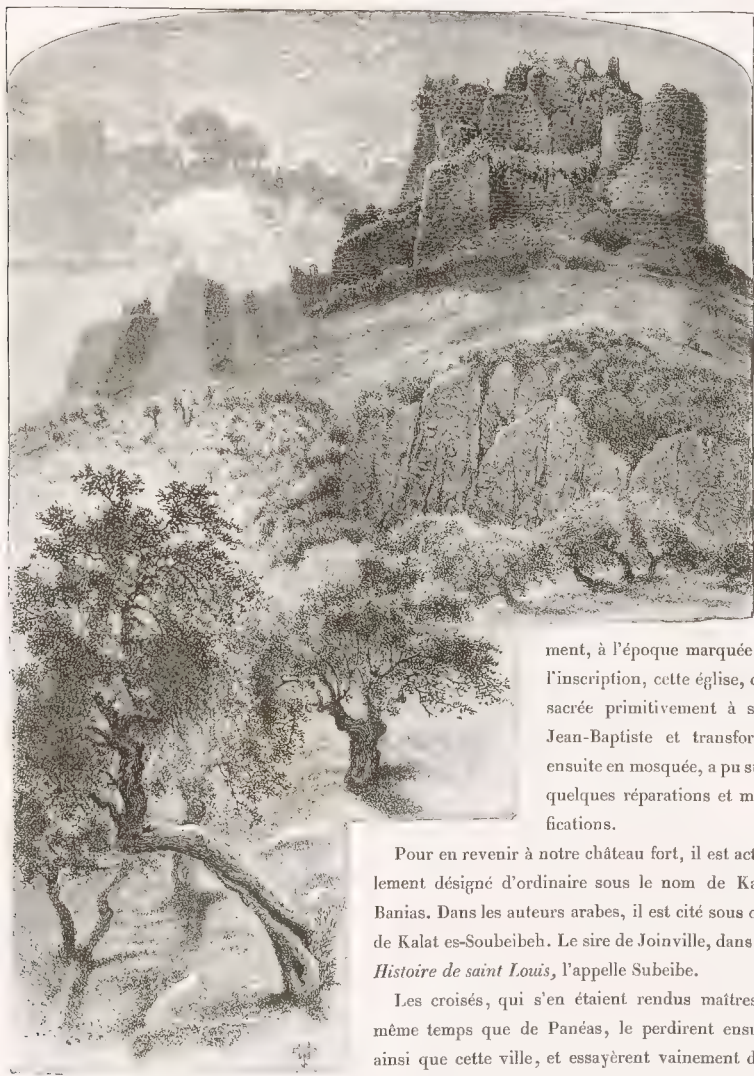 ment, à l'époque marquée
l'inscription, cette église, c
sacrée primitivement à s
Jean-Baptiste et transfor
ensuite en mosquée, a pu s
quelques réparations et m
fications.
Pour en revenir à notre château fort, il est act
lement désigné d'ordinaire sous le nom de Ka
Banias. Dans les auteurs arabes, il est cité sous c
de Kalat es-Soubeibeh. Le sire de Joinville, dans
Histoire de saint Louis, l'appelle Subeibe.
Les croisés, qui s'en étaient rendus maîtres
même temps que de Panéas, le perdirent ensu
ainsi que cette ville, et essayèrent vainement d